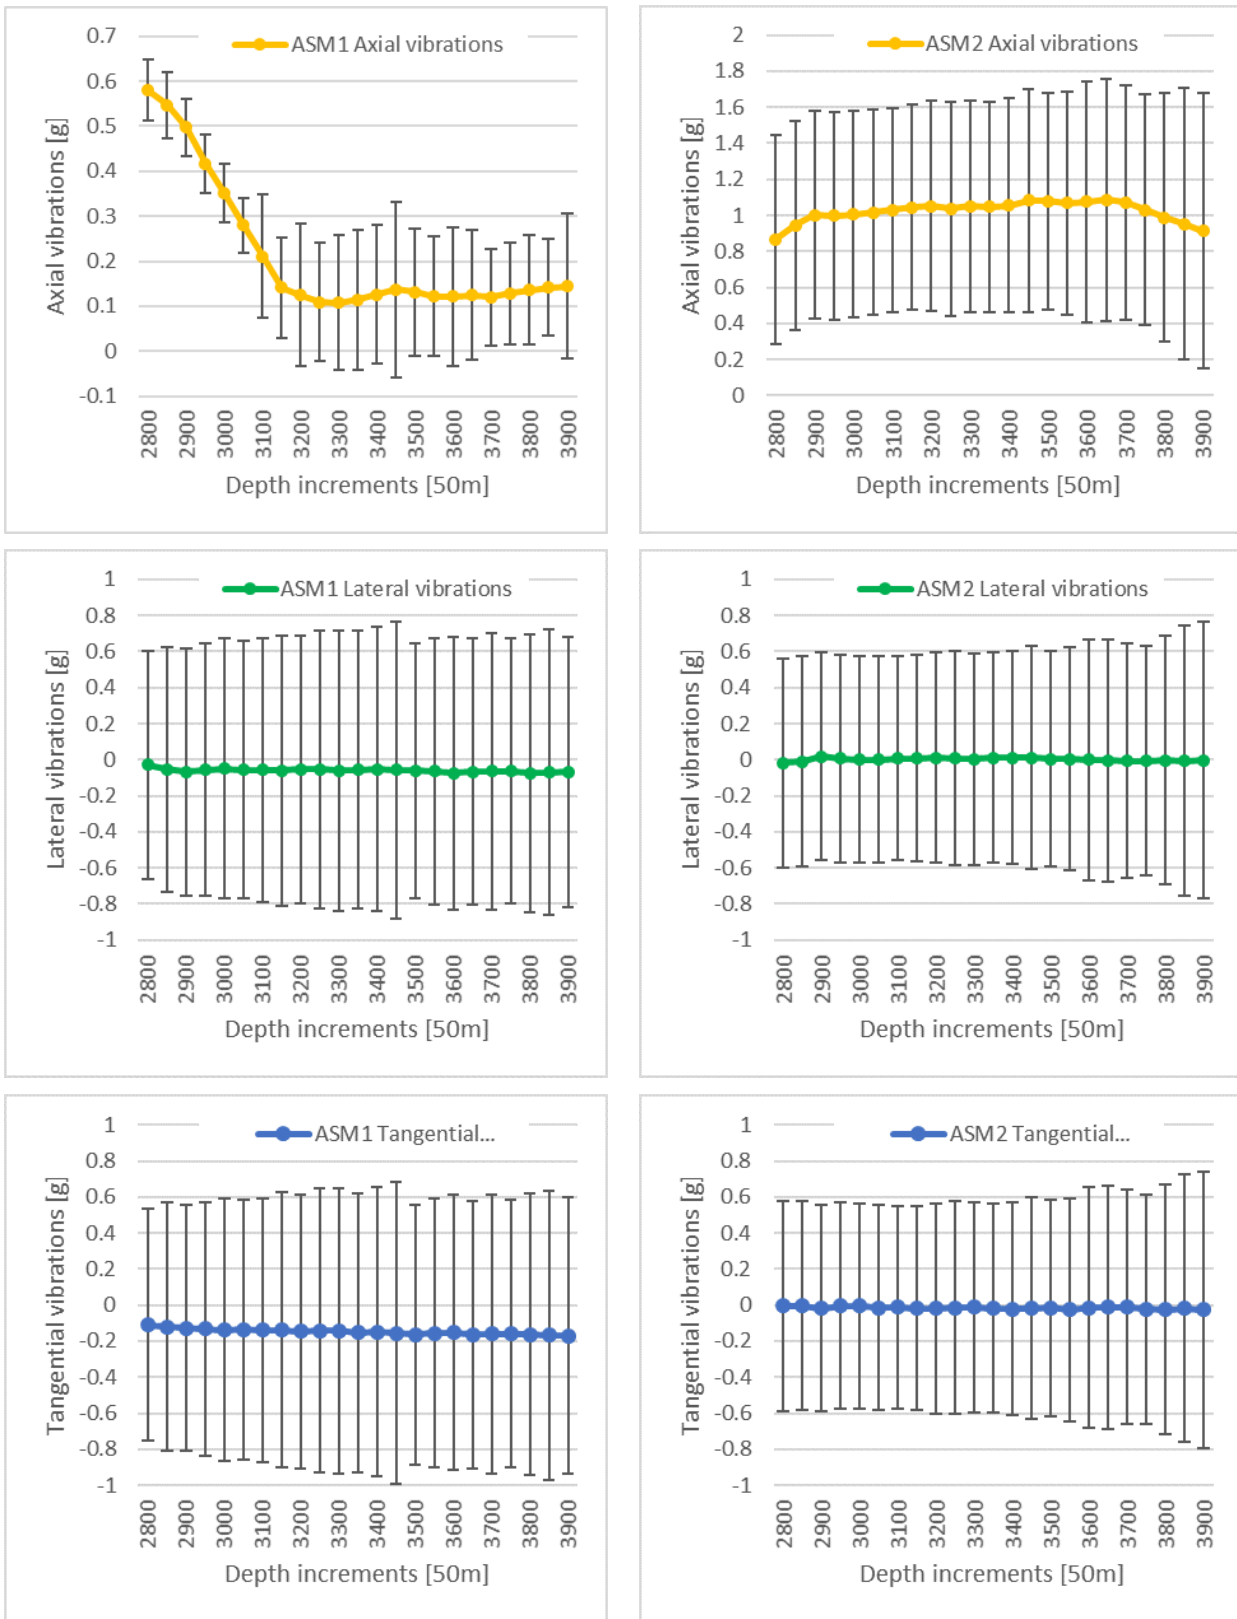 ASM1 Axial vibrations
Axial vibrations [g]
0.7
0.6
0.5
0.4
0.3
0.2
0.1
0
-0.1
2800 2900 3000 3100 3200 3300 3400 3500 3600 3700 3800 3900
Depth increments [50m]
ASM2 Axial vibrations
Axial vibrations [g]
2
1.8
1.6
1.4
1.2
1
0.8
0.6
0.4
0.2
0
2800 2900 3000 3100 3200 3300 3400 3500 3600 3700 3800 3900
Depth increments [50m]
ASM1 Lateral vibrations
Lateral vibrations [g]
1
0.8
0.6
0.4
0.2
0
-0.2
-0.4
-0.6
-0.8
-1
2800 2900 3000 3100 3200 3300 3400 3500 3600 3700 3800 3900
Depth increments [50m]
ASM2 Lateral vibrations
Lateral vibrations [g]
1
0.8
0.6
0.4
0.2
0
-0.2
-0.4
-0.6
-0.8
-1
2800 2900 3000 3100 3200 3300 3400 3500 3600 3700 3800 3900
Depth increments [50m]
ASM1 Tangential...
Tangential vibrations [g]
1
0.8
0.6
0.4
0.2
0
-0.2
-0.4
-0.6
-0.8
-1
2800 2900 3000 3100 3200 3300 3400 3500 3600 3700 3800 3900
Depth increments [50m]
ASM2 Tangential...
Tangential vibrations [g]
1
0.8
0.6
0.4
0.2
0
-0.2
-0.4
-0.6
-0.8
-1
2800 2900 3000 3100 3200 3300 3400 3500 3600 3700 3800 3900
Depth increments [50m]